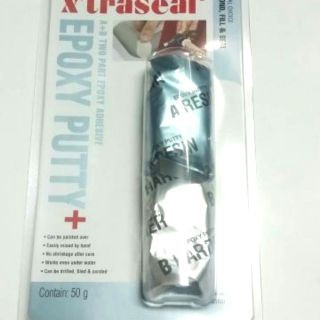 X'traseal
A+B TWO PART EPOXY ADHESIVE
EPOXY PUTTY+
• Can be painted over
• Easily mixed by hand
• No shrinkage after cure
• Works even under water
• Can be drilled, filed & sanded
Contain: 50 g
A RESIN
A RESIN
B HARD
B HARDENER